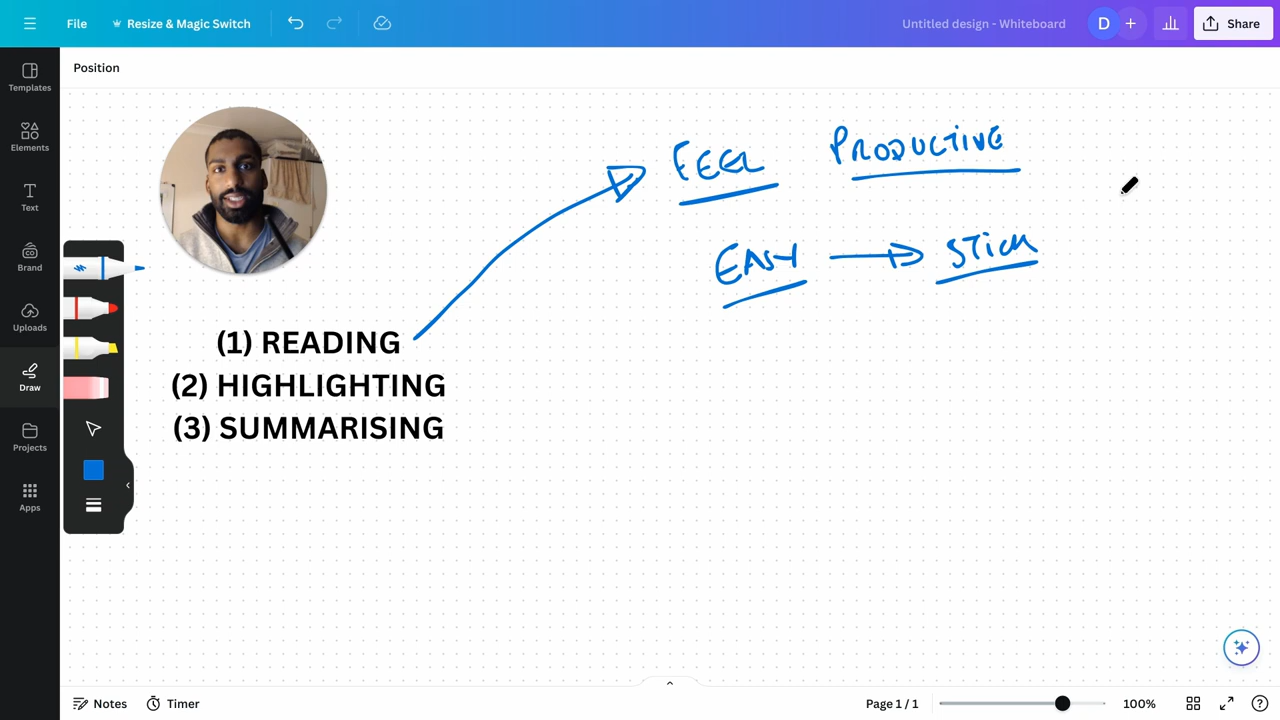 File
Resize & Magic Switch
Untitled design - Whiteboard
D
+
Share
Position
Templates
Elements
Text
Brand
Uploads
Draw
Projects
Apps
FEEL PRODUCTIVE
EASY → STICK
(1) READING
(2) HIGHLIGHTING
(3) SUMMARISING
Notes
Timer
Page 1 / 1
100%